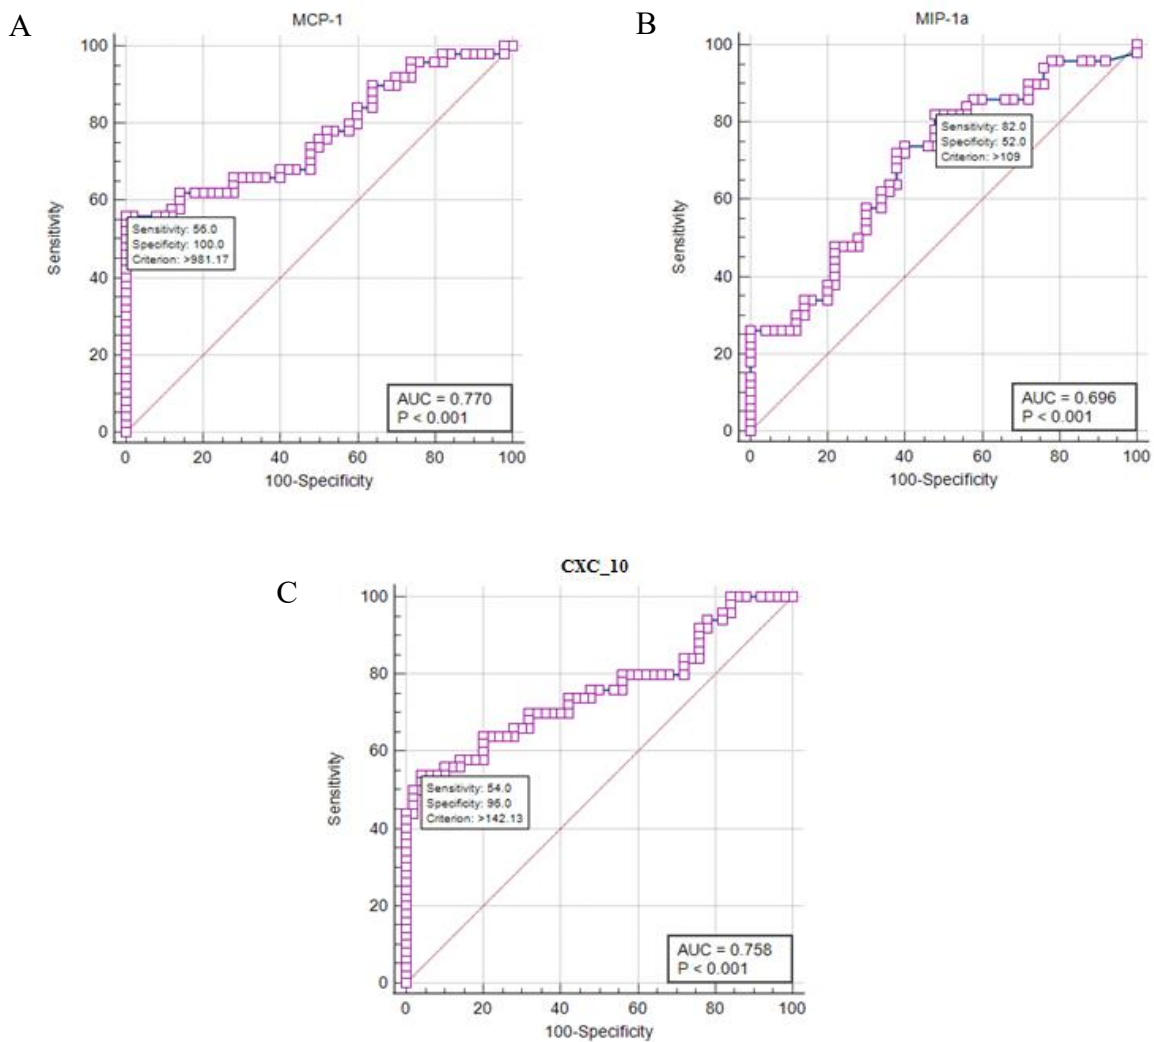 A
MCP-1
100
80
60
40
20
0
Sensitivity
Sensitivity: 56.0
Specificity: 100.0
Criterion: >981.17
AUC = 0.770
P < 0.001
0 20 40 60 80 100
100-Specificity
B
MIP-1a
100
80
60
40
20
0
Sensitivity
Sensitivity: 82.0
Specificity: 52.0
Criterion: >109
AUC = 0.696
P < 0.001
0 20 40 60 80 100
100-Specificity
C
CXC_10
100
80
60
40
20
0
Sensitivity
Sensitivity: 54.0
Specificity: 96.0
Criterion: >142.13
AUC = 0.758
P < 0.001
0 20 40 60 80 100
100-Specificity